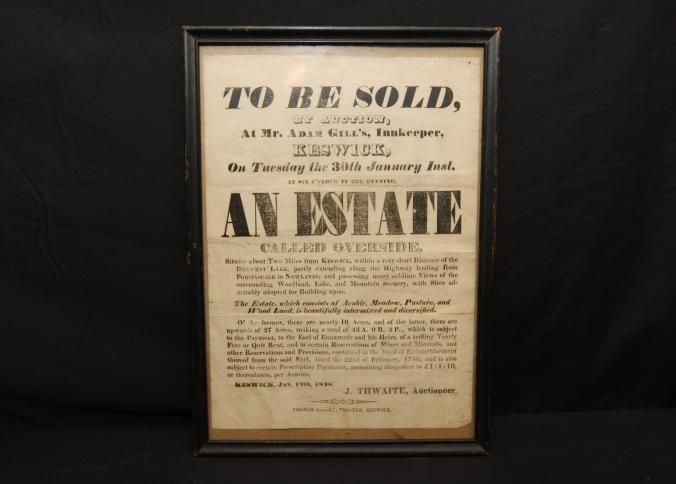 TO BE SOLD,
BY AUCTION,
At Mr. ADAM GILL'S, Innkeeper,
KESWICK,
On Tuesday the 30th January Inst.
AT SIX O'CLOCK IN THE EVENING,
AN ESTATE
CALLED OVERSIDE,
Situate about Two Miles from KESWICK, within a very short Distance of the
DERWENT LAKE, partly extending along the Highway leading from
PORTINSCALE to NEWLANDS, and possessing many sublime Views of the
surrounding Woodland, Lake, and Mountain Scenery, with Sites ad-
mirably adapted for Building upon.
The Estate, which consists of Arable, Meadow, Pasture, and
Wood Land, is beautifully intermixed and diversified.
Of the former, there are nearly 16 Acres, and of the latter, there are
upwards of 27 Acres, making a total of 43 A. 0 R. 4 P., which is subject
to the Payment, to the Earl of EGREMONT and his Heirs, of a trifling Yearly
Free or Quit Rent, and to certain Reservations of Mines and Minerals, and
other Reservations and Provisions, contained in the Deed of Enfranchisement
thereof from the said Earl, dated the 22nd of February, 1780, and is also
subject to certain Prescriptive Payments, amounting altogether to £1:1:10,
or thereabouts, per Annum.
KESWICK, JAN. 19th, 1838.
J. THWAITE, Auctioneer.
THOMAS BAILEY, PRINTER, KESWICK.